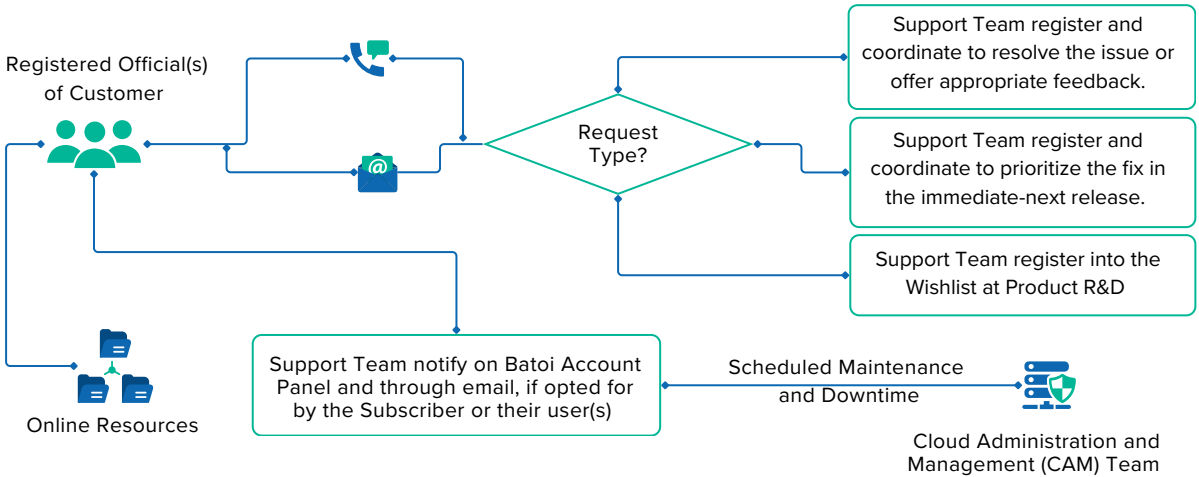 Registered Official(s)
of Customer
@
Request
Type?
Support Team register and
coordinate to resolve the issue or
offer appropriate feedback.
Support Team register and
coordinate to prioritize the fix in
the immediate-next release.
Support Team register into the
Wishlist at Product R&D
Online Resources
Support Team notify on Batoi Account
Panel and through email, if opted for
by the Subscriber or their user(s)
Scheduled Maintenance
and Downtime
Cloud Administration and
Management (CAM) Team